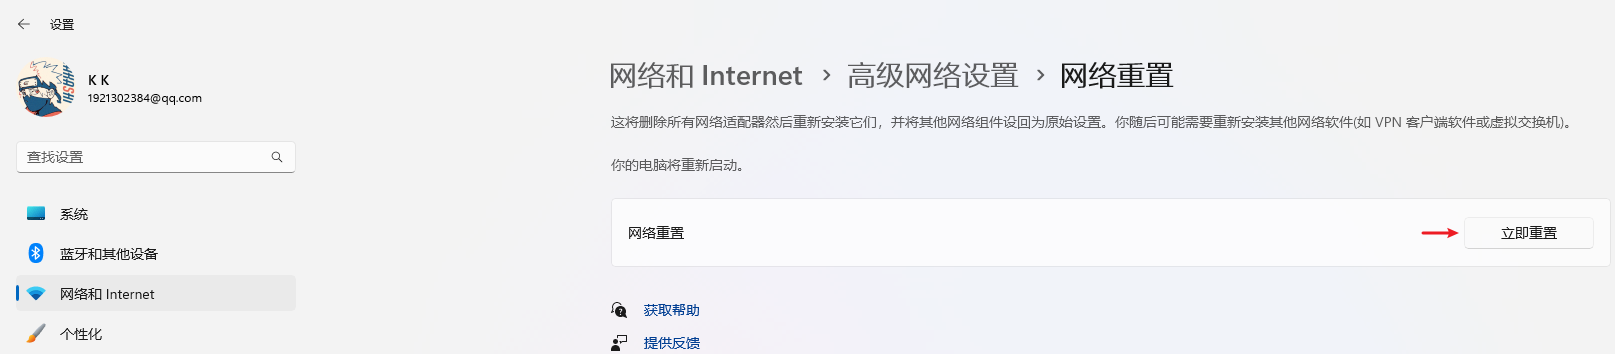 设置
K K
1921302384@qq.com
查找设置
系统
蓝牙和其他设备
网络和 Internet
个性化
网络和 Internet › 高级网络设置 › 网络重置
这将删除所有网络适配器然后重新安装它们，并将其他网络组件设回为原始设置。你随后可能需要重新安装其他网络软件(如 VPN 客户端软件或虚拟交换机)。
你的电脑将重新启动。
网络重置 立即重置
获取帮助
提供反馈